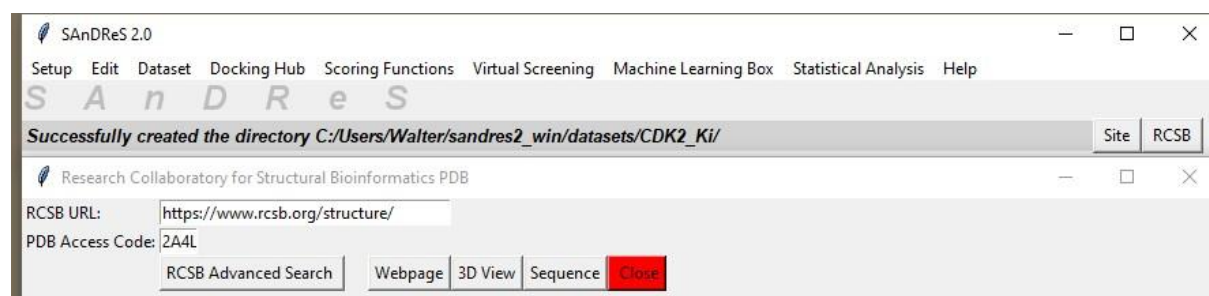 SAnDReS 2.0
Setup Edit Dataset Docking Hub Scoring Functions Virtual Screening Machine Learning Box Statistical Analysis Help
S A n D R e S
Successfully created the directory C:/Users/Walter/sandres2_win/datasets/CDK2_Ki/ Site RCSB
Research Collaboratory for Structural Bioinformatics PDB
RCSB URL: https://www.rcsb.org/structure/
PDB Access Code: 2A4L
RCSB Advanced Search Webpage 3D View Sequence Close